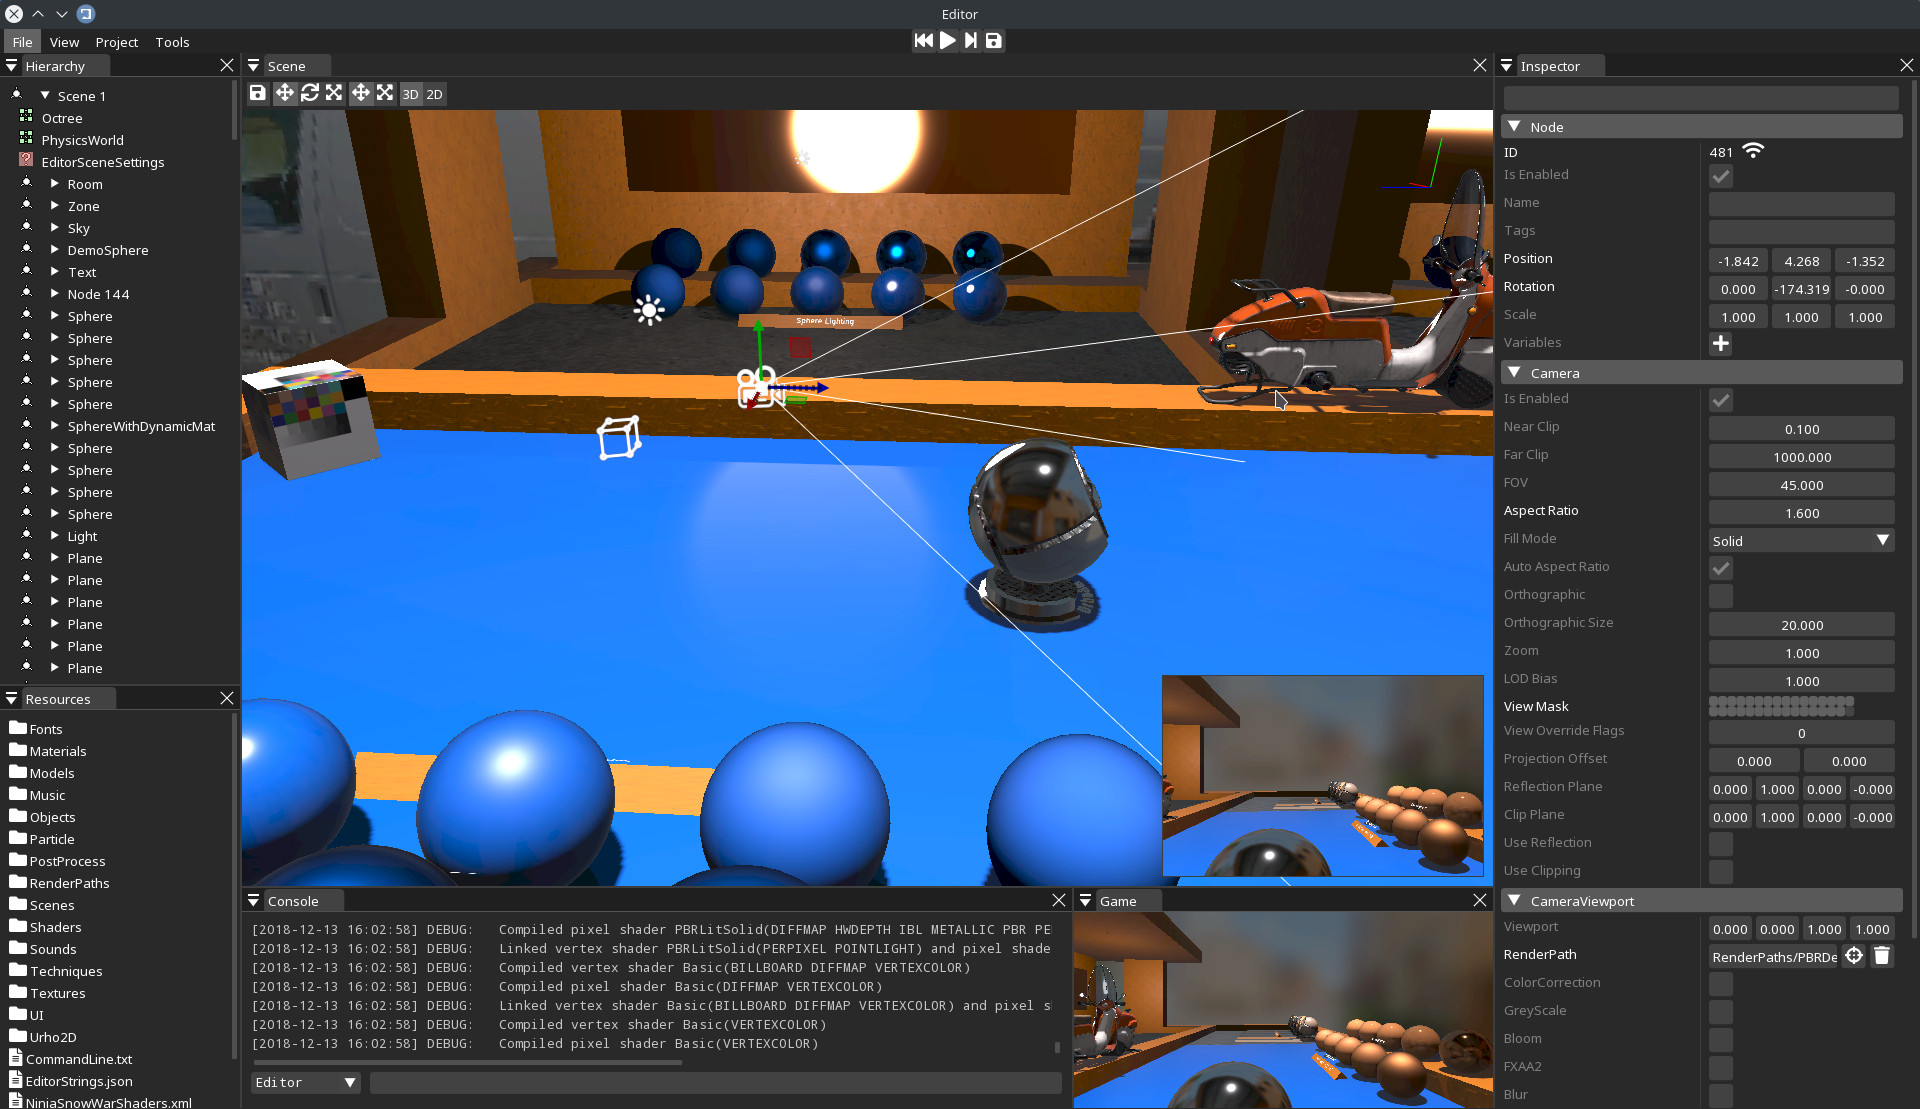 Editor
File View Project Tools
Hierarchy
Scene 1
Octree
PhysicsWorld
EditorSceneSettings
Room
Zone
Sky
DemoSphere
Text
Node 144
Sphere
Sphere
Sphere
Sphere
Sphere
SphereWithDynamicMat
Sphere
Sphere
Sphere
Sphere
Light
Plane
Plane
Plane
Plane
Plane
Plane
Resources
Fonts
Materials
Models
Music
Objects
Particle
PostProcess
RenderPaths
Scenes
Shaders
Sounds
Techniques
Textures
UI
Urho2D
CommandLine.txt
EditorStrings.json
NinjaSnowWarShaders.xml
Scene
3D 2D
Sphere Lighting
Console
[2018-12-13 16:02:58] DEBUG: Compiled pixel shader PBRLitSolid(DIFFMAP HWDEPTH IBL METALLIC PBR PE
[2018-12-13 16:02:58] DEBUG: Linked vertex shader PBRLitSolid(PERPIXEL POINTLIGHT) and pixel shade
[2018-12-13 16:02:58] DEBUG: Compiled vertex shader Basic(BILLBOARD DIFFMAP VERTEXCOLOR)
[2018-12-13 16:02:58] DEBUG: Compiled pixel shader Basic(DIFFMAP VERTEXCOLOR)
[2018-12-13 16:02:58] DEBUG: Linked vertex shader Basic(BILLBOARD DIFFMAP VERTEXCOLOR) and pixel s
[2018-12-13 16:02:58] DEBUG: Compiled vertex shader Basic(VERTEXCOLOR)
[2018-12-13 16:02:58] DEBUG: Compiled pixel shader Basic(VERTEXCOLOR)
Editor
Game
Inspector
Node
ID 481
Is Enabled
Name
Tags
Position -1.842 4.268 -1.352
Rotation 0.000 -174.319 -0.000
Scale 1.000 1.000 1.000
Variables
Camera
Is Enabled
Near Clip 0.100
Far Clip 1000.000
FOV 45.000
Aspect Ratio 1.600
Fill Mode Solid
Auto Aspect Ratio
Orthographic
Orthographic Size 20.000
Zoom 1.000
LOD Bias 1.000
View Mask
View Override Flags 0
Projection Offset 0.000 0.000
Reflection Plane 0.000 1.000 0.000 -0.000
Clip Plane 0.000 1.000 0.000 -0.000
Use Reflection
Use Clipping
CameraViewport
Viewport 0.000 0.000 1.000 1.000
RenderPath RenderPaths/PBRDe
ColorCorrection
GreyScale
Bloom
FXAA2
Blur